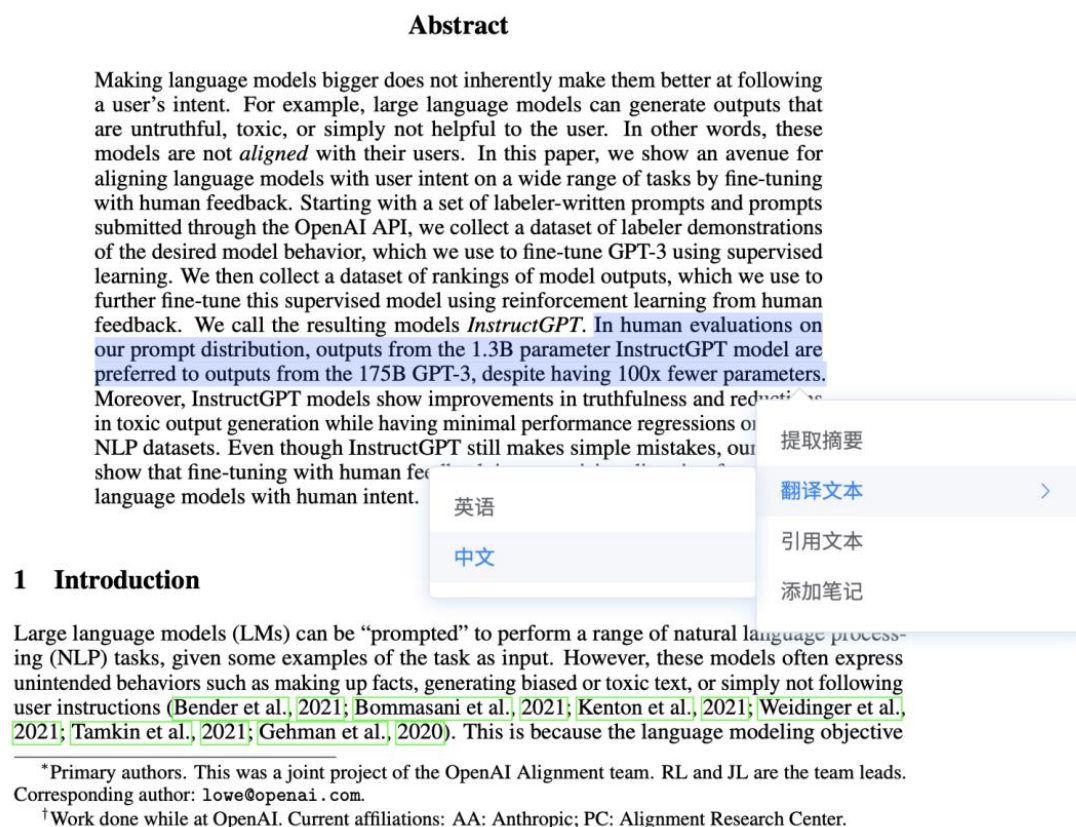 Abstract
Making language models bigger does not inherently make them better at following
a user's intent. For example, large language models can generate outputs that
are untruthful, toxic, or simply not helpful to the user. In other words, these
models are not aligned with their users. In this paper, we show an avenue for
aligning language models with user intent on a wide range of tasks by fine-tuning
with human feedback. Starting with a set of labeler-written prompts and prompts
submitted through the OpenAI API, we collect a dataset of labeler demonstrations
of the desired model behavior, which we use to fine-tune GPT-3 using supervised
learning. We then collect a dataset of rankings of model outputs, which we use to
further fine-tune this supervised model using reinforcement learning from human
feedback. We call the resulting models InstructGPT. In human evaluations on
our prompt distribution, outputs from the 1.3B parameter InstructGPT model are
preferred to outputs from the 175B GPT-3, despite having 100x fewer parameters.
Moreover, InstructGPT models show improvements in truthfulness and reductions
in toxic output generation while having minimal performance regressions
NLP datasets. Even though InstructGPT still makes simple mistakes, our
show that fine-tuning with human
language models with human intent.
提取摘要
翻译文本
引用文本
添加笔记
英语
中文
1 Introduction
Large language models (LMs) can be “prompted” to perform a range of natural language process-
ing (NLP) tasks, given some examples of the task as input. However, these models often express
unintended behaviors such as making up facts, generating biased or toxic text, or simply not following
user instructions (Bender et al., 2021; Bommasani et al., 2021; Kenton et al., 2021; Weidinger et al.,
2021; Tamkin et al., 2021; Gehman et al., 2020). This is because the language modeling objective
*Primary authors. This was a joint project of the OpenAI Alignment team. RL and JL are the team leads.
Corresponding author: lowe@openai.com.
†Work done while at OpenAI. Current affiliations: AA: Anthropic; PC: Alignment Research Center.